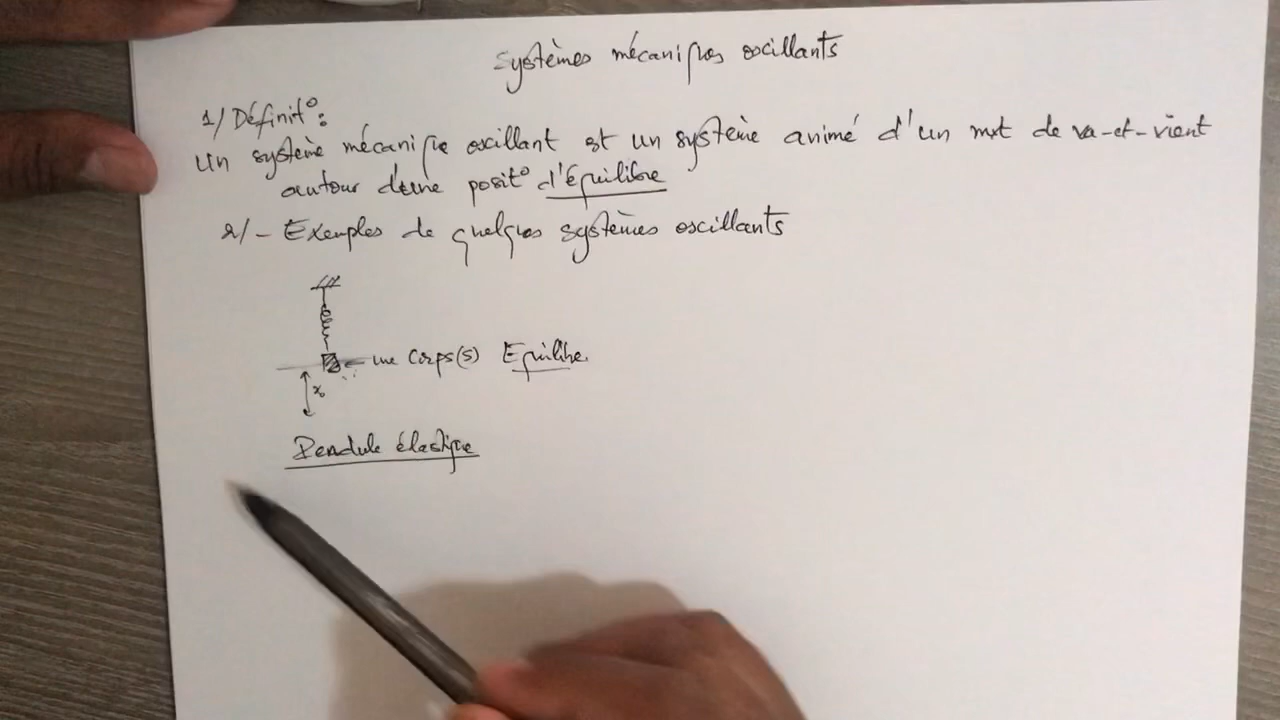 Systèmes mécaniques oscillants
1/ Définit°:
Un système mécanique oscillant est un système animé d'un mvt de va-et-vient
autour d'une posit° d'équilibre
2/- Exemples de quelques systèmes oscillants
une corps(s) Equilibre.
x₀
Pendule élastique